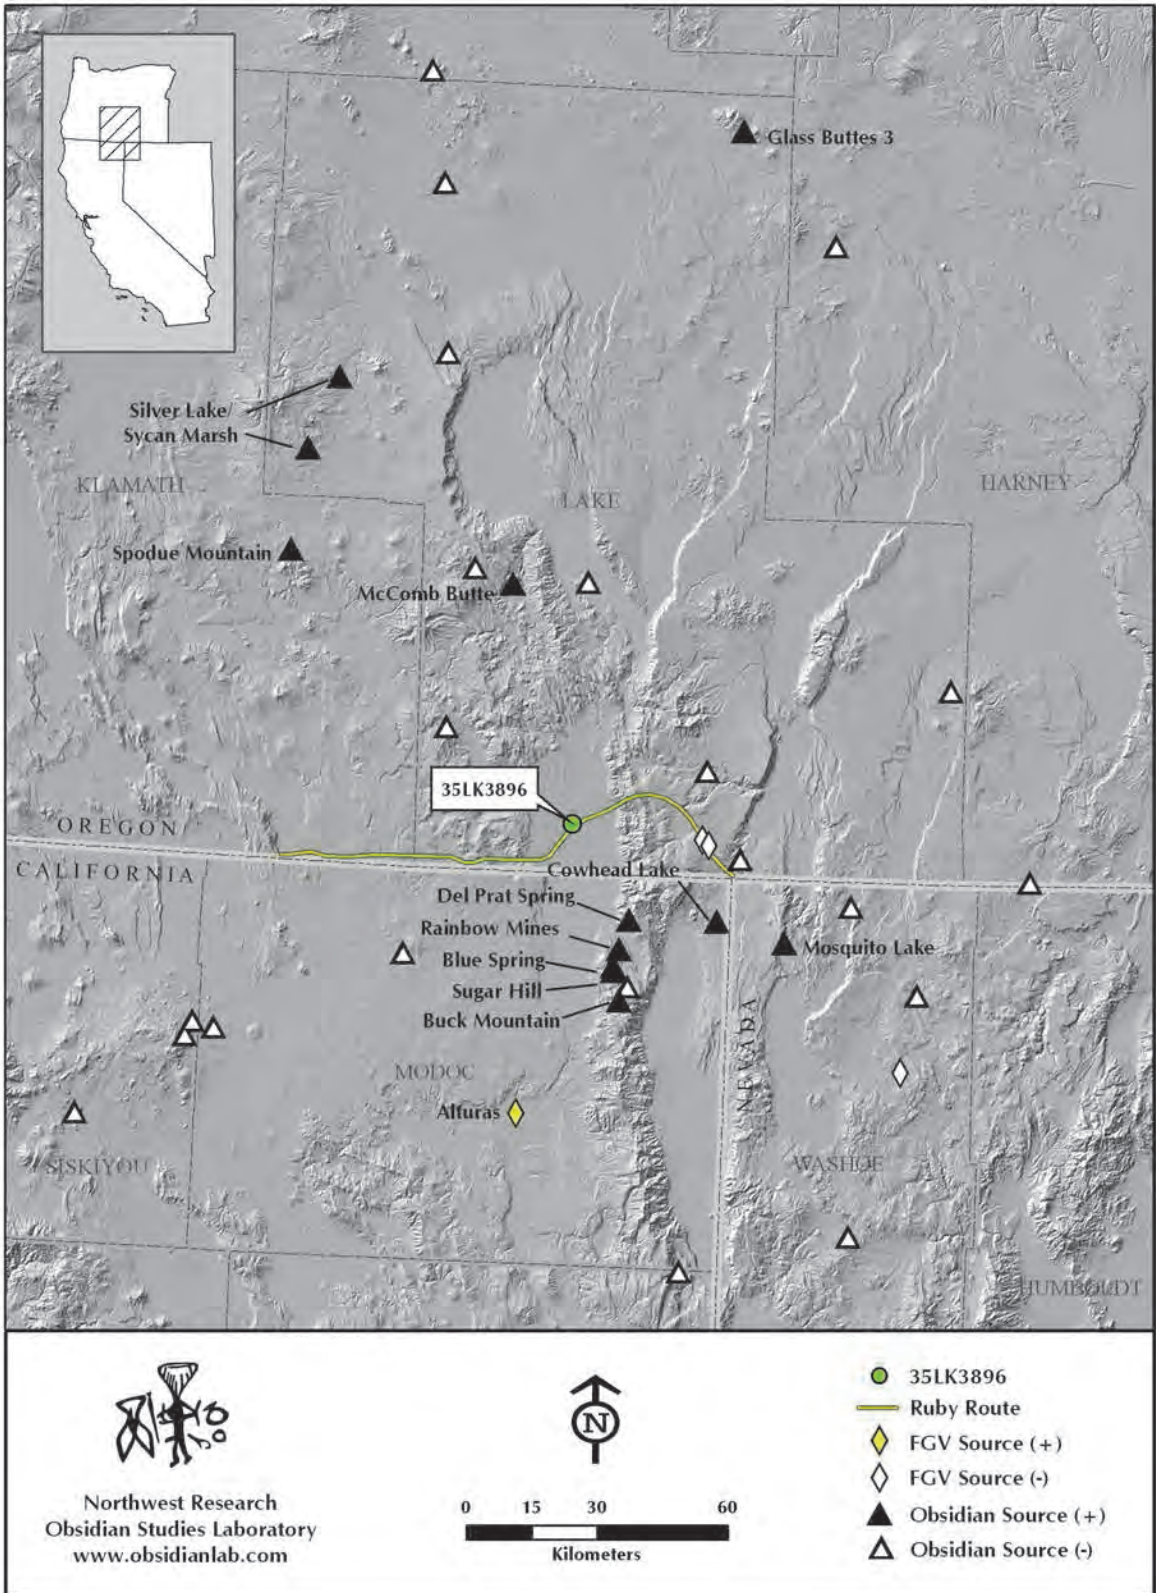 Glass Buttes 3
Silver Lake/
Sycan Marsh
KLAMATH
LAKE
HARNEY
Spodue Mountain
McComb Butte
35LK3896
OREGON
CALIFORNIA
Cowhead Lake
Del Prat Spring
Rainbow Mines
Blue Spring
Sugar Hill
Buck Mountain
Mosquito Lake
NEVADA
MODOC
Alturas
SISKIYOU
WASHOE
HUMBOLDT
Northwest Research
Obsidian Studies Laboratory
www.obsidianlab.com
N
0 15 30 60
Kilometers
35LK3896
Ruby Route
FGV Source (+)
FGV Source (-)
Obsidian Source (+)
Obsidian Source (-)